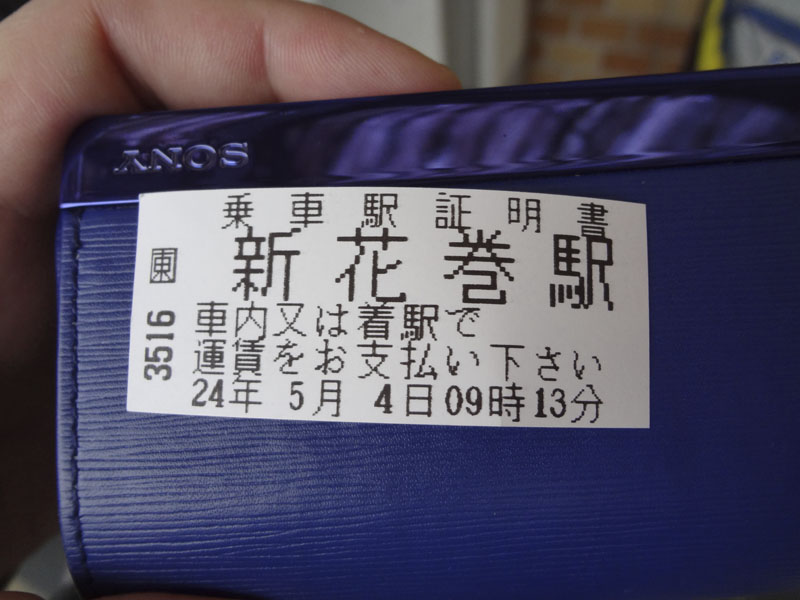 SONY
乗車駅証明書
新花巻駅
東
3516
車内又は着駅で
運賃をお支払い下さい
24年 5月 4日09時13分